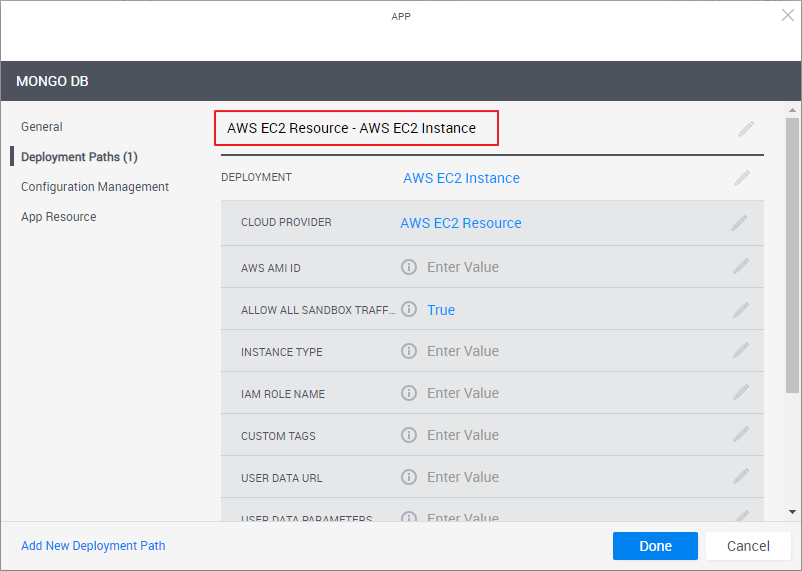 APP
MONGO DB
General
Deployment Paths (1)
Configuration Management
App Resource
AWS EC2 Resource - AWS EC2 Instance
DEPLOYMENT AWS EC2 Instance
CLOUD PROVIDER AWS EC2 Resource
AWS AMI ID Enter Value
ALLOW ALL SANDBOX TRAFF... True
INSTANCE TYPE Enter Value
IAM ROLE NAME Enter Value
CUSTOM TAGS Enter Value
USER DATA URL Enter Value
USER DATA PARAMETERS Enter Value
Add New Deployment Path
Done
Cancel